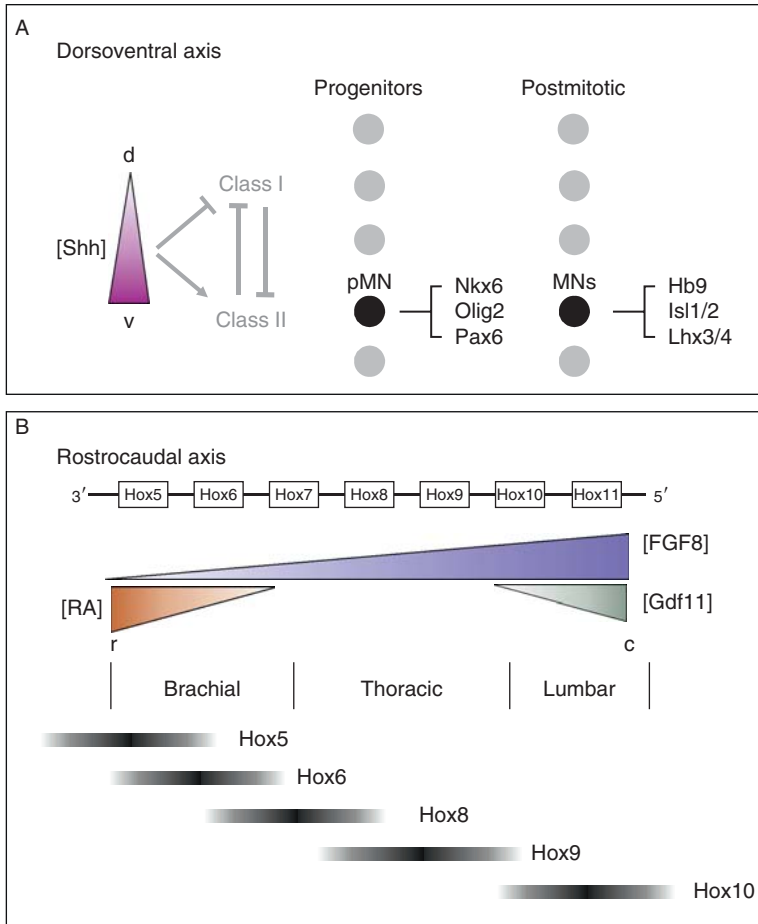 A
Dorsoventral axis
Progenitors
Postmitotic
d
Class I
[Shh]
v
Class II
pMN
Nkx6
Olig2
Pax6
MNs
Hb9
Isl1/2
Lhx3/4
B
Rostrocaudal axis
3′ Hox5 Hox6 Hox7 Hox8 Hox9 Hox10 Hox11 5′
[FGF8]
[RA]
[Gdf11]
r
c
Brachial
Thoracic
Lumbar
Hox5
Hox6
Hox8
Hox9
Hox10